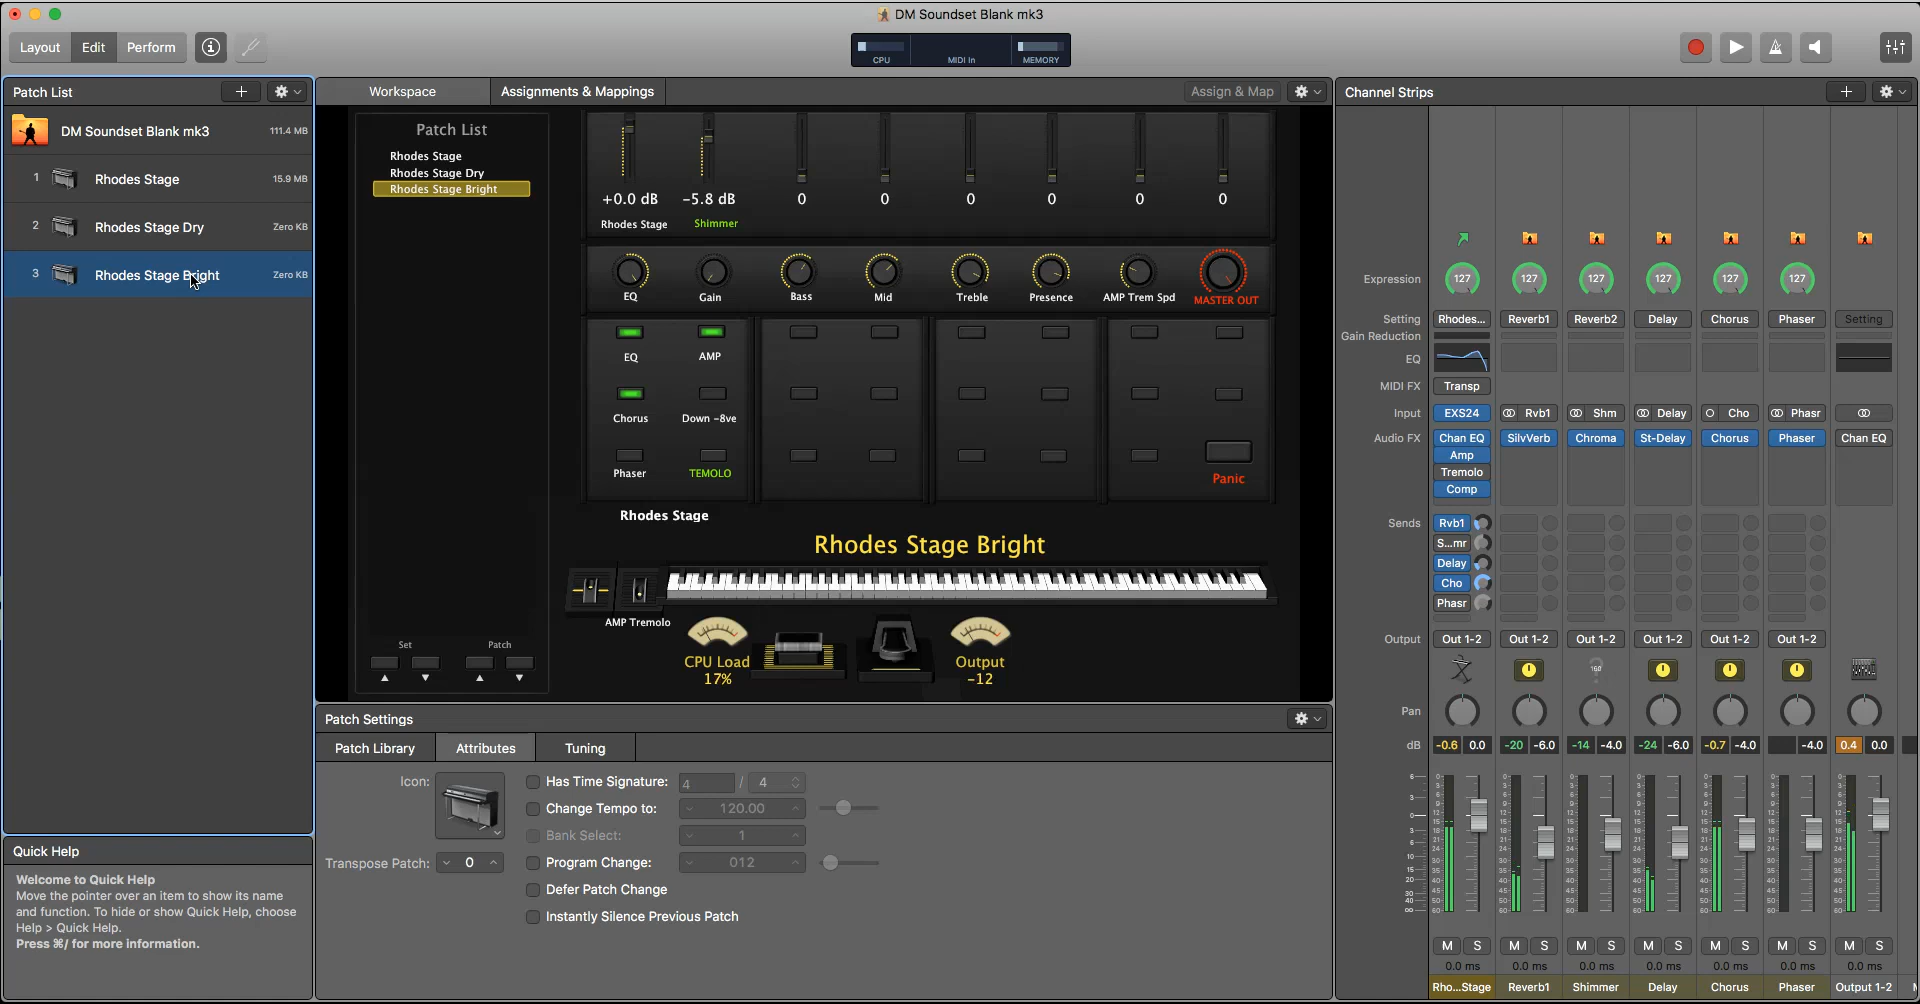 DM Soundset Blank mk3
Layout Edit Perform
CPU MIDI In MEMORY
Patch List
DM Soundset Blank mk3 111.4 MB
1 Rhodes Stage 15.9 MB
2 Rhodes Stage Dry Zero KB
3 Rhodes Stage Bright Zero KB
Quick Help
Welcome to Quick Help
Move the pointer over an item to show its name
and function. To hide or show Quick Help, choose
Help > Quick Help.
Press ⌘/ for more information.
Workspace Assignments & Mappings Assign & Map
Patch List
Rhodes Stage
Rhodes Stage Dry
Rhodes Stage Bright
Set Patch
+0.0 dB -5.8 dB 0 0 0 0 0 0
Rhodes Stage Shimmer
EQ Gain Bass Mid Treble Presence AMP Trem Spd MASTER OUT
EQ AMP
Chorus Down -8ve
Phaser TEMOLO Panic
Rhodes Stage
Rhodes Stage Bright
AMP Tremolo
CPU Load Output
17% -12
Patch Settings
Patch Library Attributes Tuning
Icon: Has Time Signature: 4 / 4
Change Tempo to: 120.00
Bank Select: 1
Transpose Patch: 0 Program Change: 012
Defer Patch Change
Instantly Silence Previous Patch
Channel Strips
Expression 127 127 127 127 127 127
Setting Rhodes... Reverb1 Reverb2 Delay Chorus Phaser Setting
Gain Reduction
EQ
MIDI FX Transp
Input EXS24 Rvb1 Shm Delay Cho Phasr
Audio FX Chan EQ SilvVerb Chroma St-Delay Chorus Phaser Chan EQ
Amp
Tremolo
Comp
Sends Rvb1
S...mr
Delay
Cho
Phasr
Output Out 1-2 Out 1-2 Out 1-2 Out 1-2 Out 1-2 Out 1-2
Pan
dB -0.6 0.0 -20 -6.0 -14 -4.0 -24 -6.0 -0.7 -4.0 -4.0 0.4 0.0
M S M S M S M S M S M S M S
0.0 ms 0.0 ms 0.0 ms 0.0 ms 0.0 ms 0.0 ms 0.0 ms
Rho...Stage Reverb1 Shimmer Delay Chorus Phaser Output 1-2